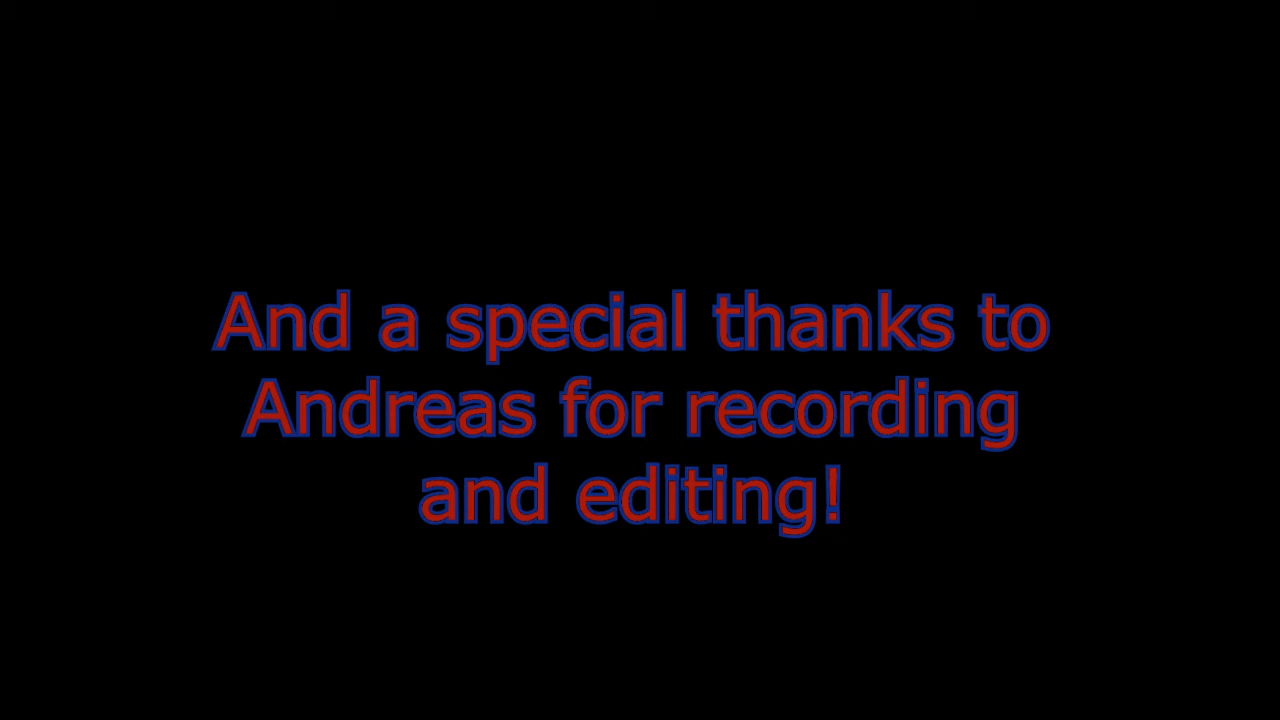 And a special thanks to
Andreas for recording
and editing!